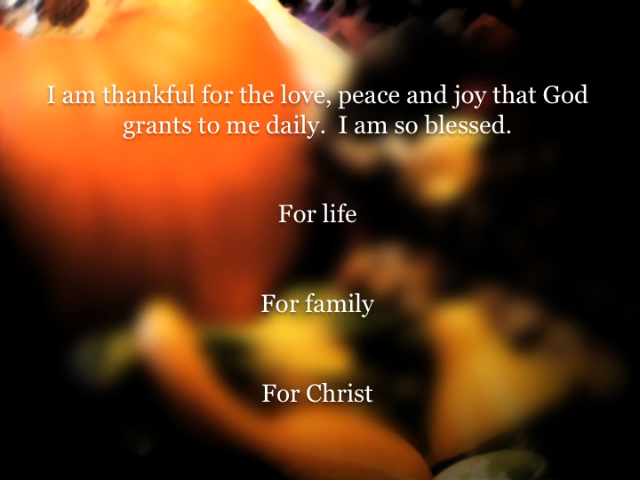 I am thankful for the love, peace and joy that God
grants to me daily.  I am so blessed.
For life
For family
For Christ